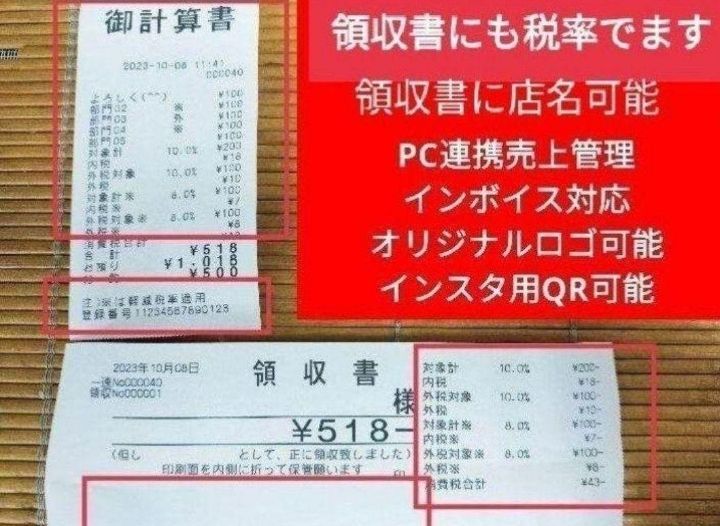 御計算書
2023-10-08 11:41
000040
よろしく(^^) ¥100
部門02 ※ ¥100
部門03 外 ¥100
部門04 ※ ¥100
部門05 ¥100
対象計 10.0% ¥200
内税 ¥18
外税対象 10.0% ¥100
外税 ¥10
対象計※ 8.0% ¥100
内税※ ¥7
外税対象※ 8.0% ¥100
外税※ ¥8
消費税合計
合計 ¥518
お預り ¥1,018
¥500
注)※は軽減税率適用
登録番号11234567890123
領収書にも税率でます
領収書に店名可能
PC連携売上管理
インボイス対応
オリジナルロゴ可能
インスタ用QR可能
2023年10月08日
一連No000040
領収No000001
領収書
様
¥518-
(但し として、正に領収致しました)
印刷面を内側に折って保管願います 印
対象計 10.0% ¥200-
内税 ¥18-
外税対象 10.0% ¥100-
外税 ¥10-
対象計※ 8.0% ¥100-
内税※ ¥7-
外税対象※ 8.0% ¥100-
外税※ ¥8-
消費税合計 ¥43-